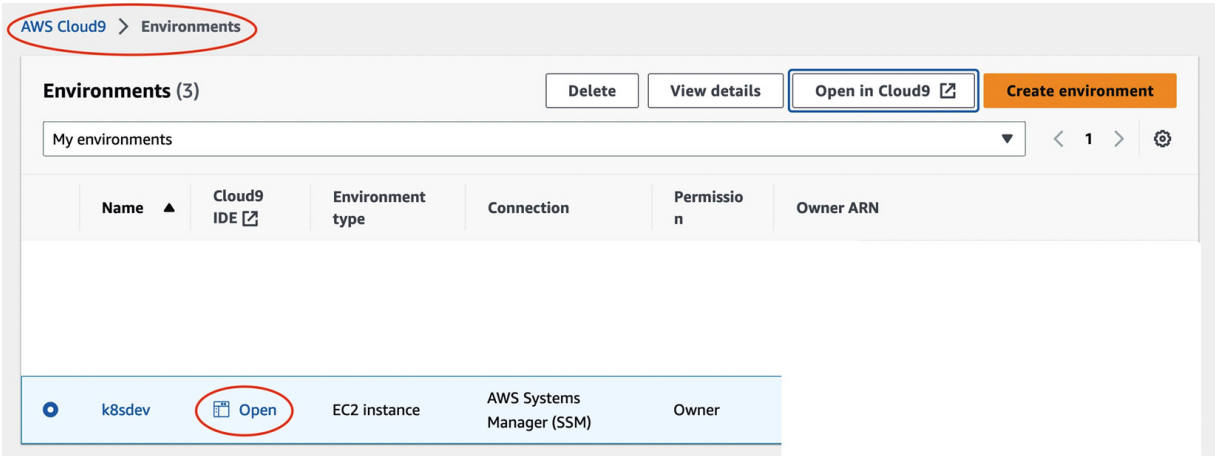 AWS Cloud9 > Environments
Environments (3)
Delete
View details
Open in Cloud9
Create environment
My environments
< 1 >
Name
Cloud9
IDE
Environment
type
Connection
Permissio
n
Owner ARN
k8sdev
Open
EC2 instance
AWS Systems
Manager (SSM)
Owner